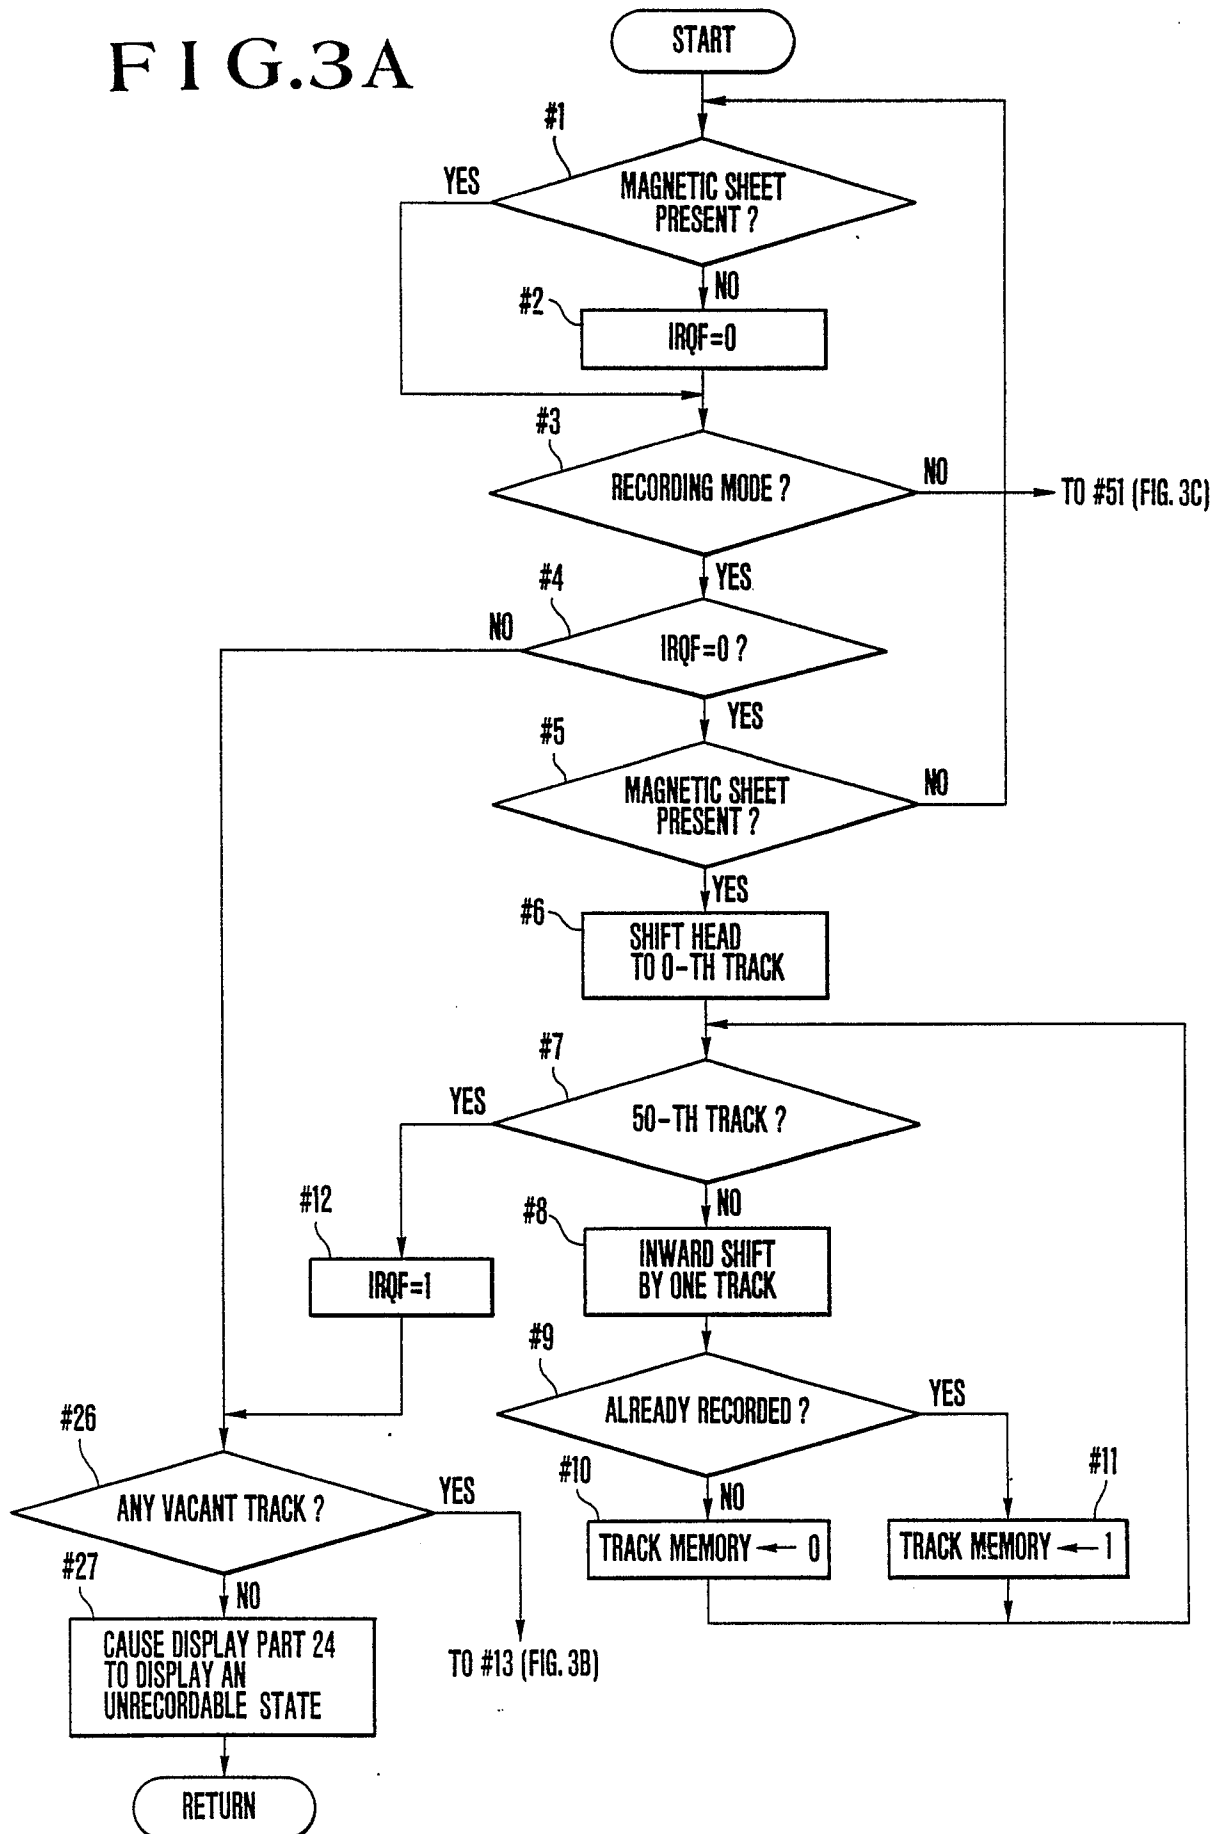 FIG.3A
START
#1
YES
MAGNETIC SHEET
PRESENT ?
NO
#2
IRQF=0
#3
RECORDING MODE ?
NO
TO #51 (FIG. 3C)
YES
#4
NO
IRQF=0 ?
YES
#5
MAGNETIC SHEET
PRESENT ?
NO
YES
#6
SHIFT HEAD
TO 0-TH TRACK
#7
YES
50-TH TRACK ?
NO
#12
IRQF=1
#8
INWARD SHIFT
BY ONE TRACK
#9
ALREADY RECORDED ?
YES
NO
#10
TRACK MEMORY ← 0
#11
TRACK MEMORY ← 1
#26
ANY VACANT TRACK ?
YES
TO #13 (FIG. 3B)
NO
#27
CAUSE DISPLAY PART 24
TO DISPLAY AN
UNRECORDABLE STATE
RETURN